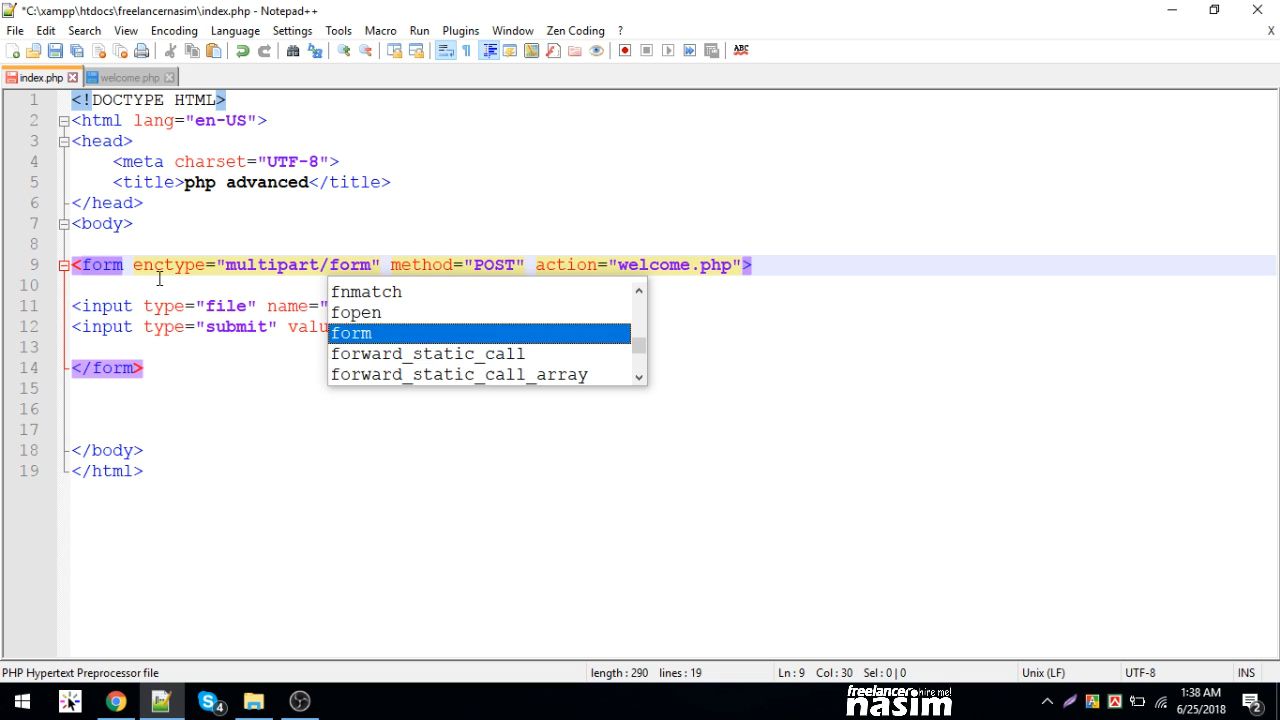 *C:\xampp\htdocs\freelancernasim\index.php - Notepad++
File Edit Search View Encoding Language Settings Tools Macro Run Plugins Window Zen Coding ? X
ABC
index.php welcome.php
1 <!DOCTYPE HTML>
2 <html lang="en-US">
3 <head>
4 <meta charset="UTF-8">
5 <title>php advanced</title>
6 </head>
7 <body>
8
9 <form enctype="multipart/form" method="POST" action="welcome.php">
10
11 <input type="file" name="
12 <input type="submit" valu
13
14 </form>
15
16
17
18 </body>
19 </html>
fnmatch
fopen
form
forward_static_call
forward_static_call_array
PHP Hypertext Preprocessor file length : 290 lines : 19 Ln : 9 Col : 30 Sel : 0 | 0 Unix (LF) UTF-8 INS
4
freelancer hire me!
nasim
1:38 AM
6/25/2018
2